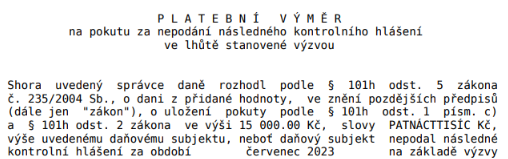 P L A T E B N Í   V Ý M Ě R
na pokutu za nepodání následného kontrolního hlášení
ve lhůtě stanovené výzvou
Shora uvedený správce daně rozhodl podle § 101h odst. 5 zákona
č. 235/2004 Sb., o dani z přidané hodnoty, ve znění pozdějších předpisů
(dále jen "zákon"), o uložení pokuty podle § 101h odst. 1 písm. c)
a § 101h odst. 2 zákona ve výši 15 000.00 Kč, slovy PATNÁCTTISÍC Kč,
výše uvedenému daňovému subjektu, neboť daňový subjekt nepodal následné
kontrolní hlášení za období červenec 2023 na základě výzvy